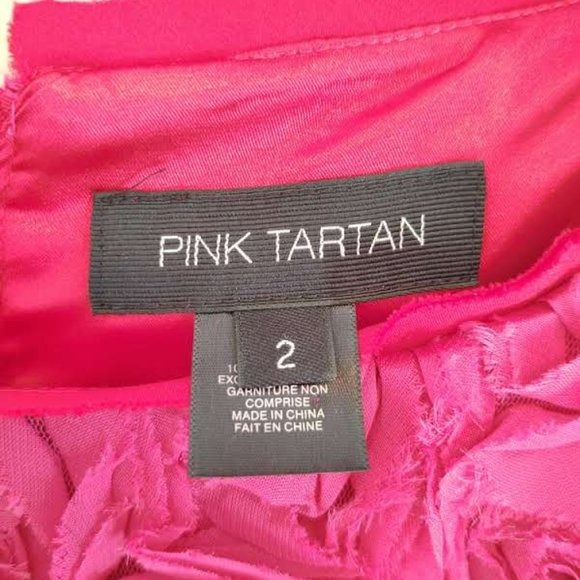 PINK TARTAN
2
GARNITURE NON
COMPRISE
MADE IN CHINA
FAIT EN CHINE